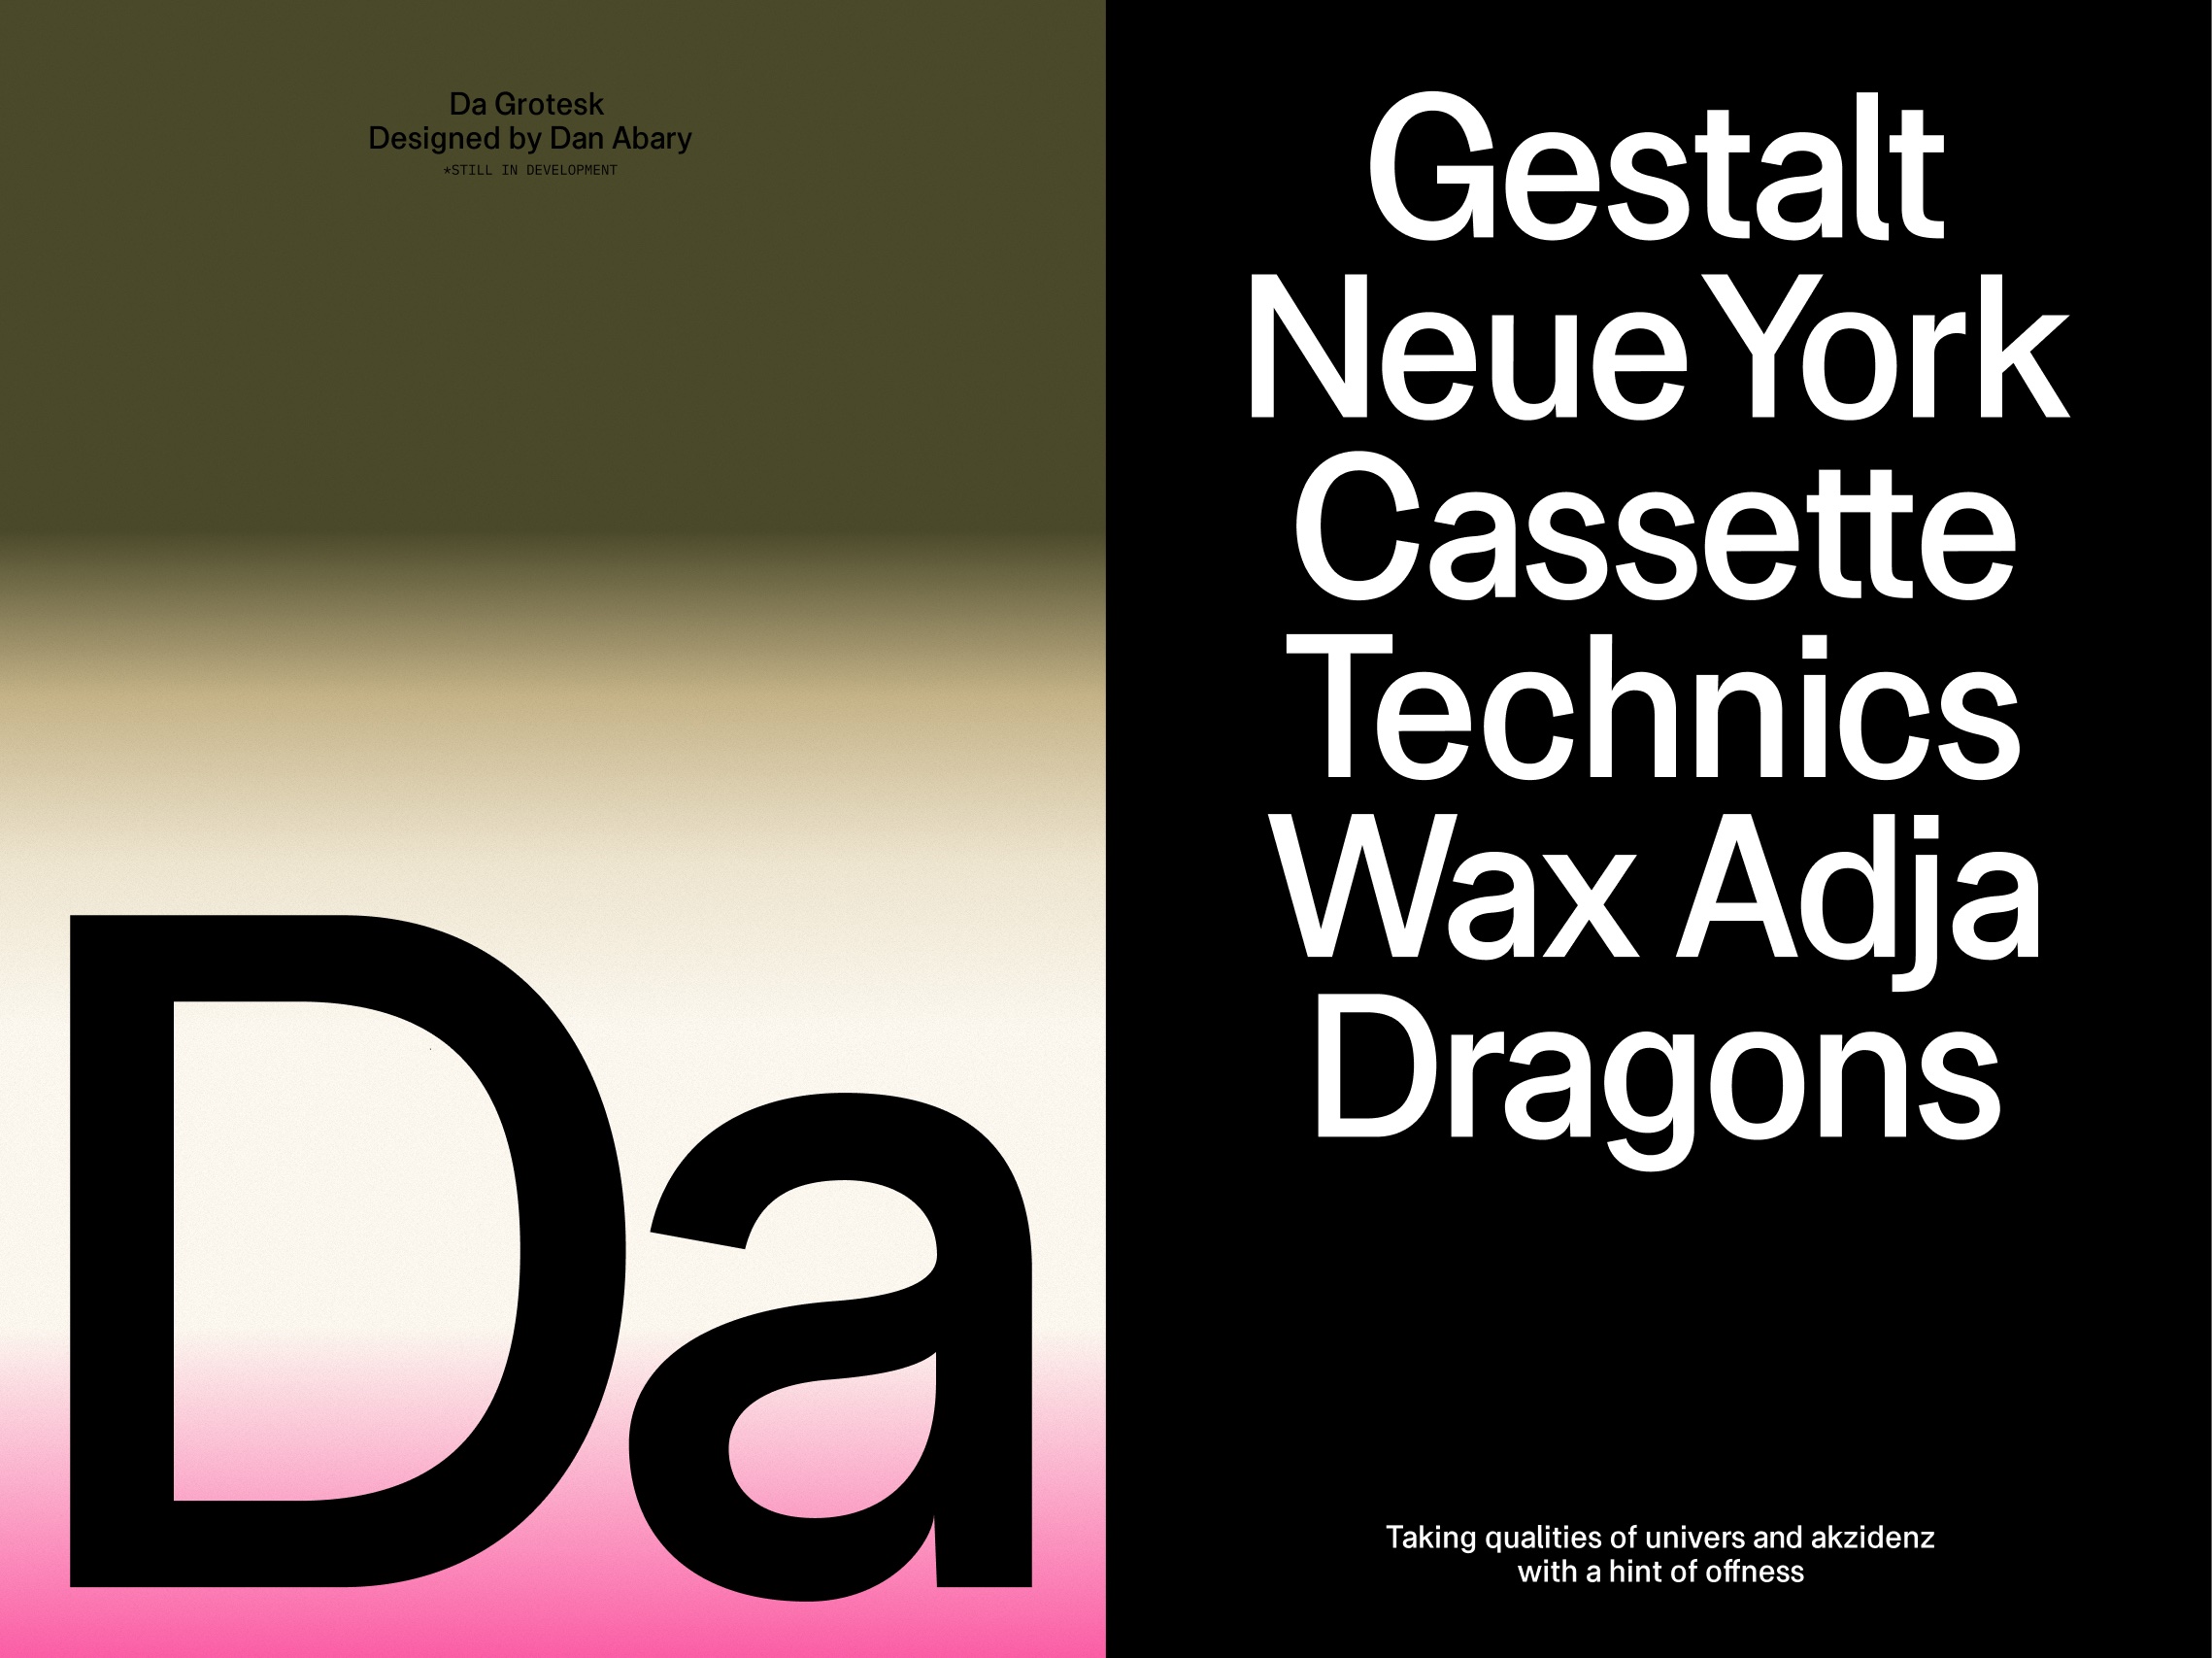 Da Grotesk
Designed by Dan Abary
*STILL IN DEVELOPMENT
Da
Gestalt
Neue York
Cassette
Technics
Wax Adja
Dragons
Taking qualities of univers and akzidenz
with a hint of offness